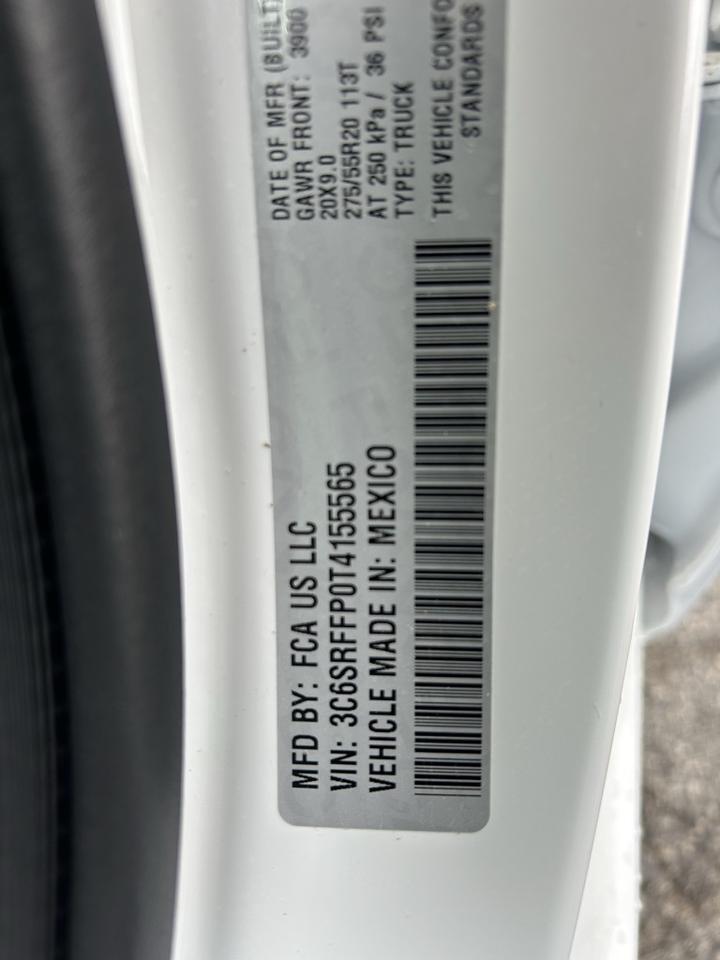 MFD BY: FCA US LLC
VIN: 3C6SRFFP0T4155565
VEHICLE MADE IN: MEXICO
DATE OF MFR (BUILT)
GAWR FRONT: 3900
20X9.0
275/55R20 113T
AT 250 kPa / 36 PSI
TYPE: TRUCK
THIS VEHICLE CONFO
STANDARDS